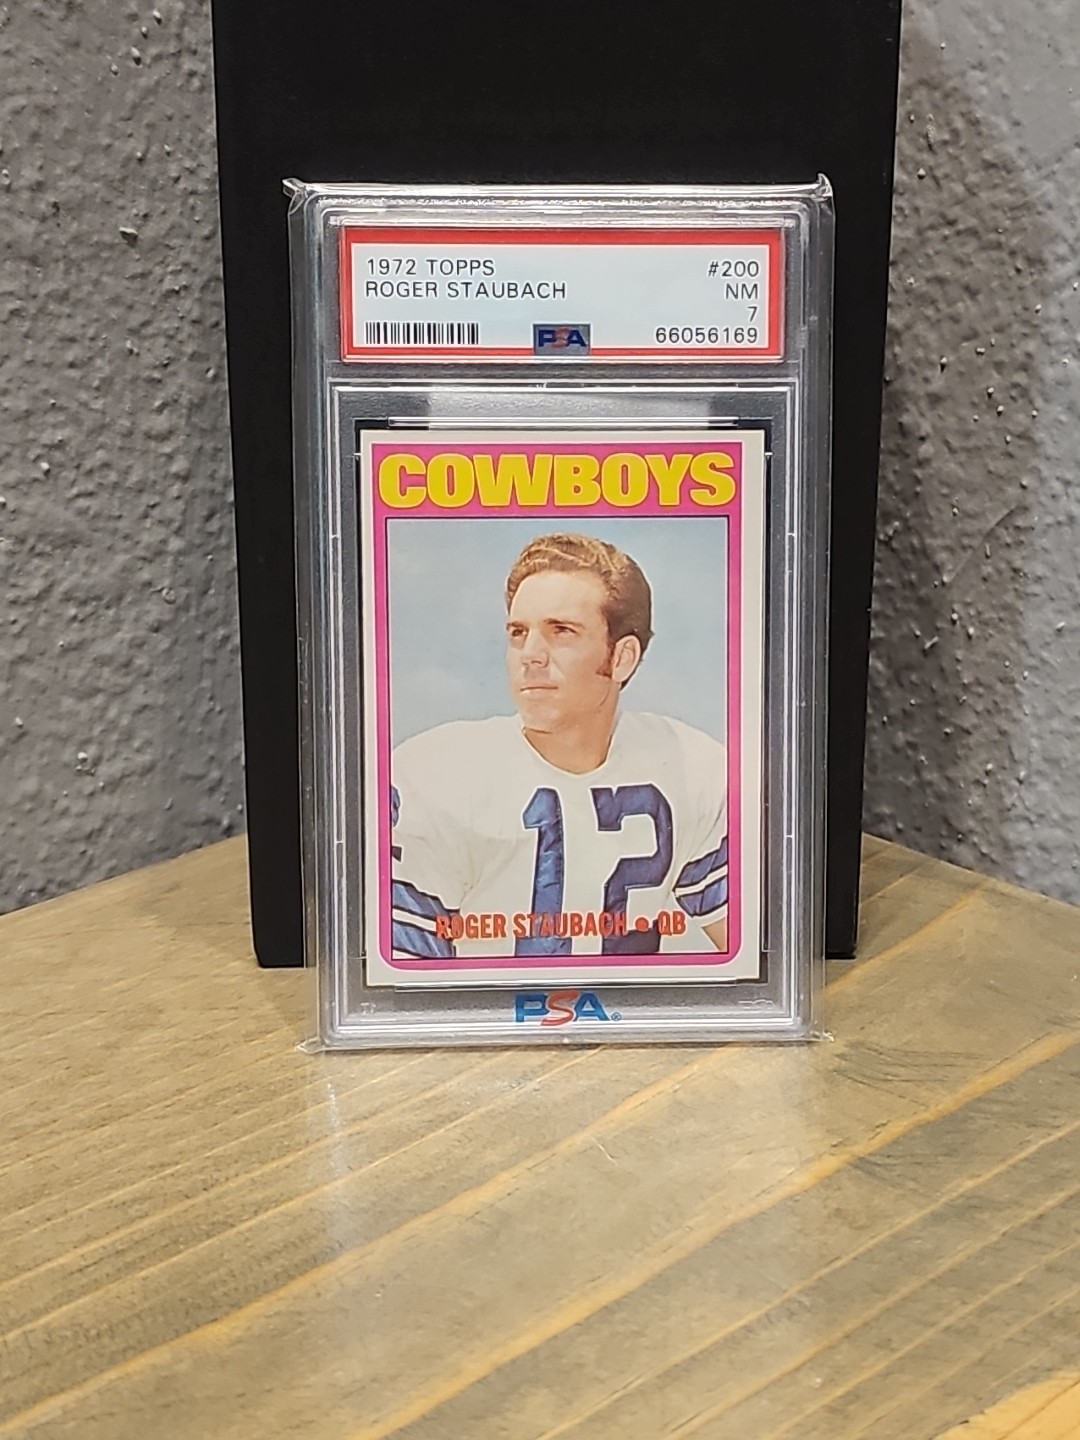 1972 TOPPS #200
ROGER STAUBACH NM
7
PSA 66056169
COWBOYS
12
ROGER STAUBACH • QB
PSA®